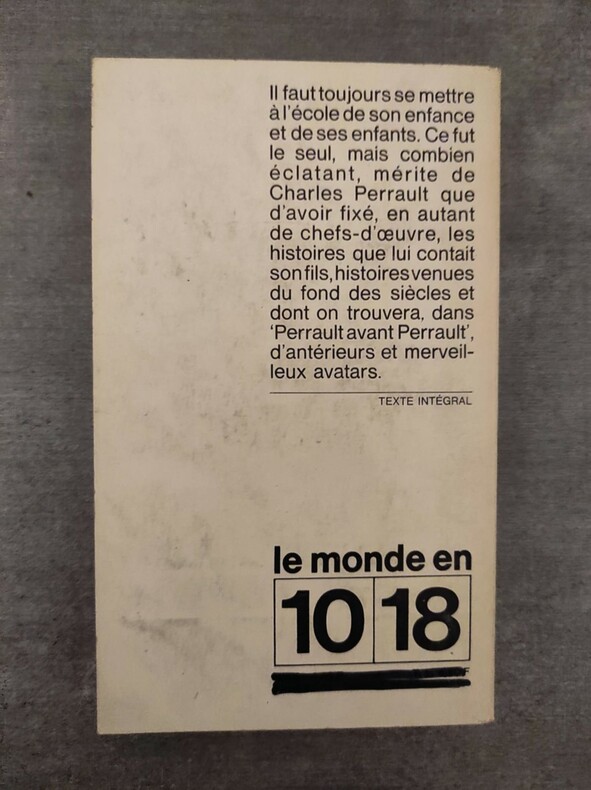 Il faut toujours se mettre
à l'école de son enfance
et de ses enfants. Ce fut
le seul, mais combien
éclatant, mérite de
Charles Perrault que
d'avoir fixé, en autant
de chefs-d'œuvre, les
histoires que lui contait
son fils, histoires venues
du fond des siècles et
dont on trouvera, dans
'Perrault avant Perrault',
d'antérieurs et merveil-
leux avatars.
TEXTE INTÉGRAL
le monde en
10 18